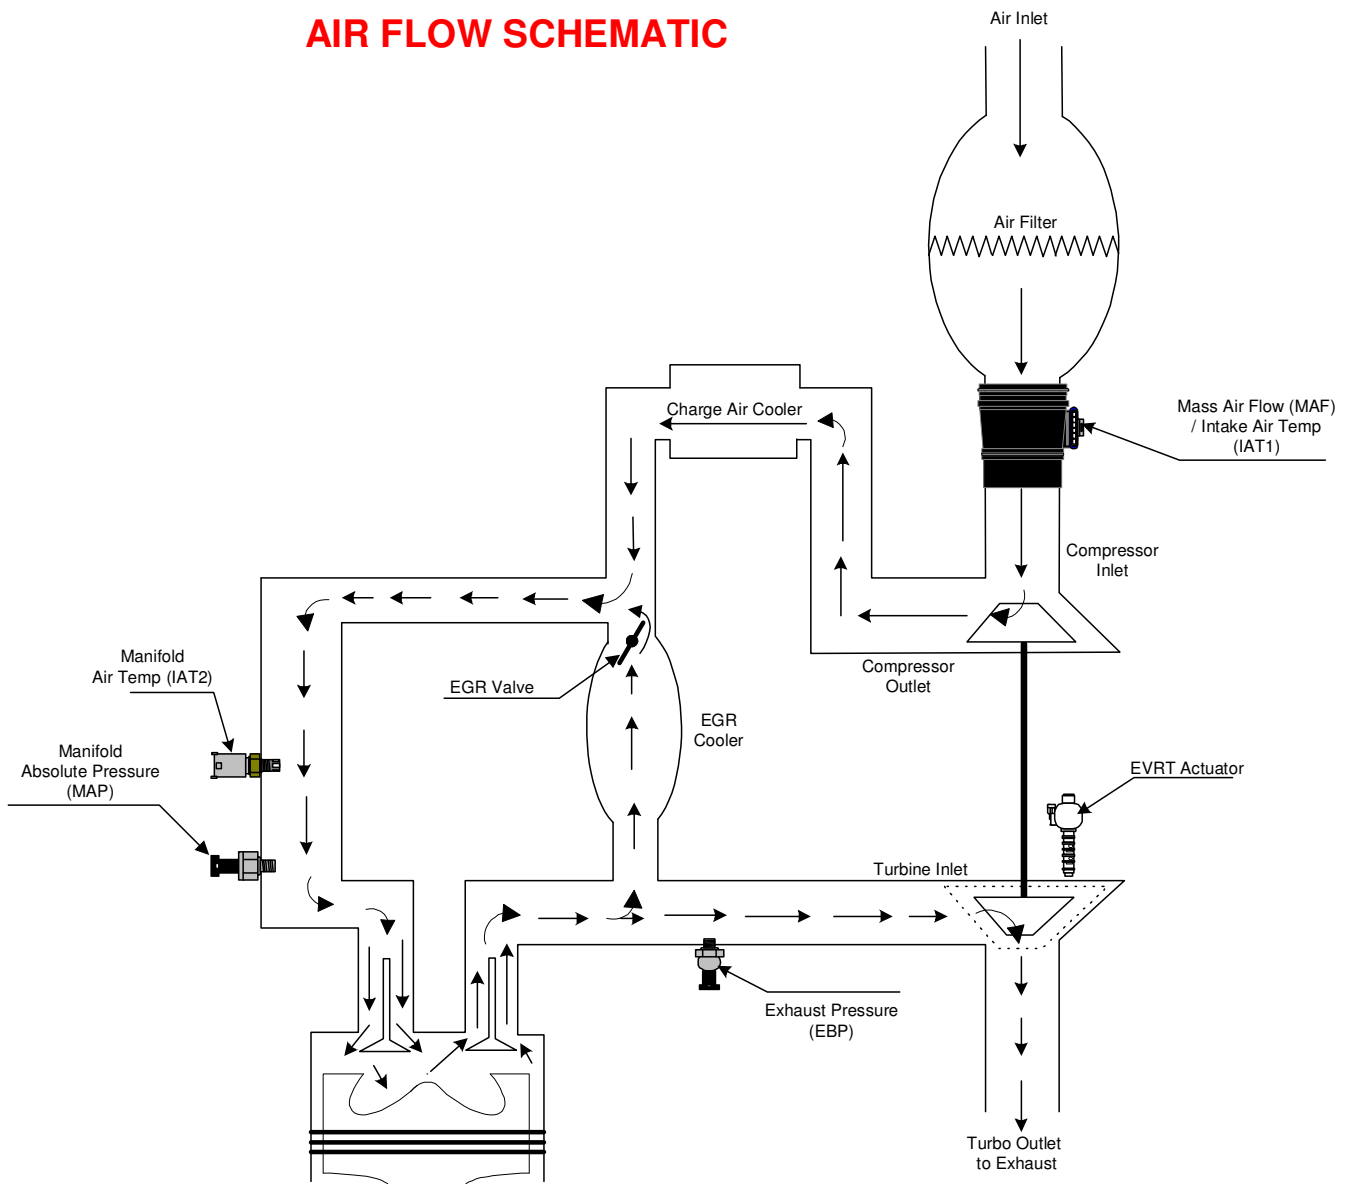 AIR FLOW SCHEMATIC
Air Inlet
Air Filter
Charge Air Cooler
Mass Air Flow (MAF)
/ Intake Air Temp
(IAT1)
Compressor
Inlet
Manifold
Air Temp (IAT2)
EGR Valve
Compressor
Outlet
EGR
Cooler
Manifold
Absolute Pressure
(MAP)
EVRT Actuator
Turbine Inlet
Exhaust Pressure
(EBP)
Turbo Outlet
to Exhaust